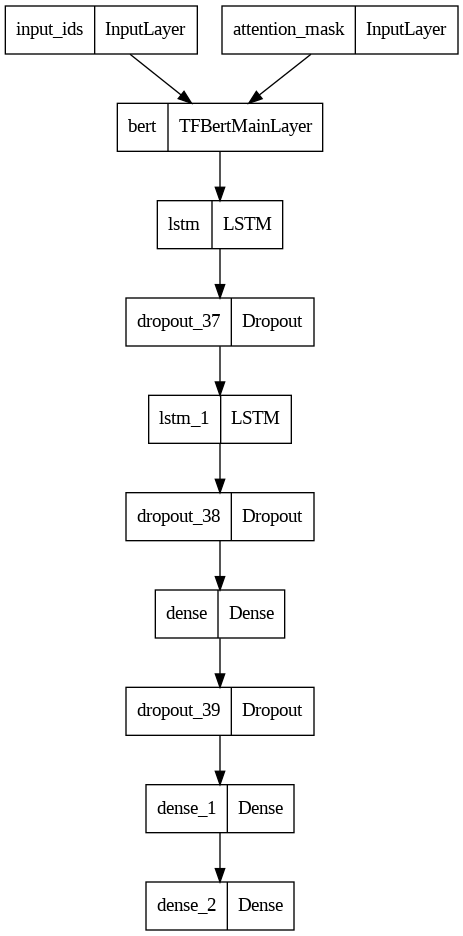 input_ids InputLayer attention_mask InputLayer
bert TFBertMainLayer
lstm LSTM
dropout_37 Dropout
lstm_1 LSTM
dropout_38 Dropout
dense Dense
dropout_39 Dropout
dense_1 Dense
dense_2 Dense